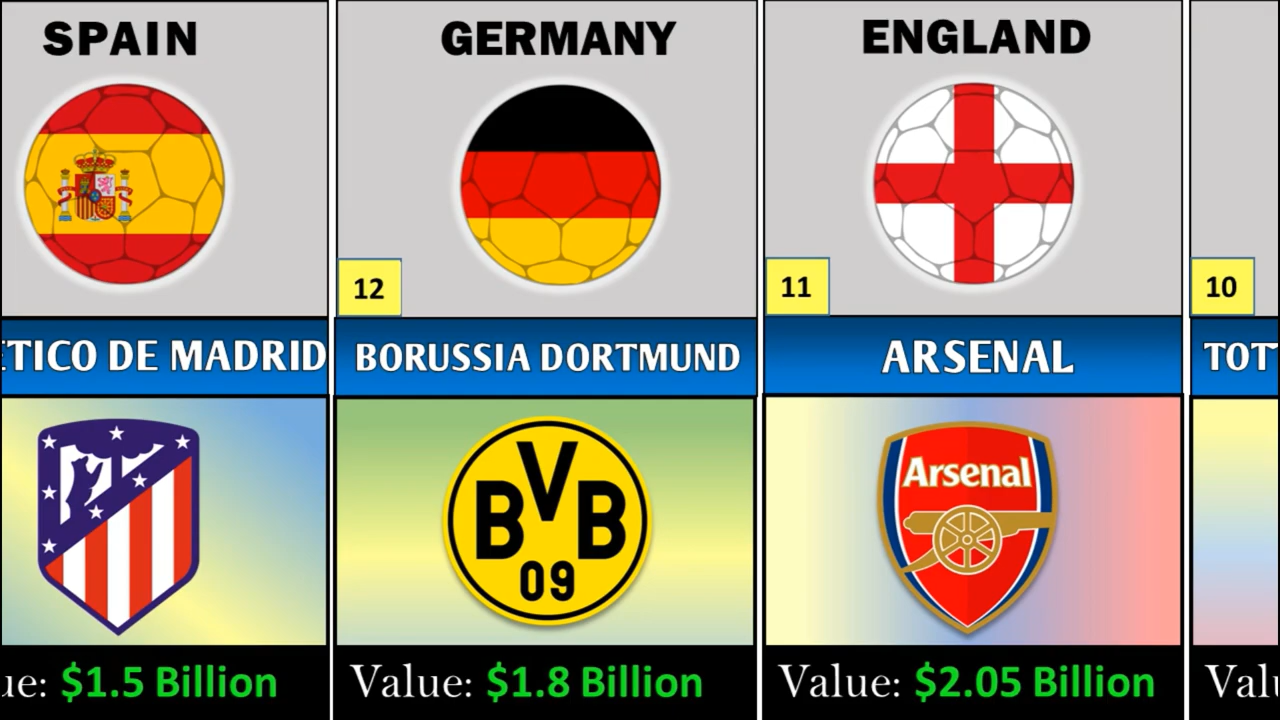 SPAIN
ETICO DE MADRID
ue: $1.5 Billion
GERMANY
12
BORUSSIA DORTMUND
BVB
09
Value: $1.8 Billion
ENGLAND
11
ARSENAL
Arsenal
Value: $2.05 Billion
10
TOT
Valu